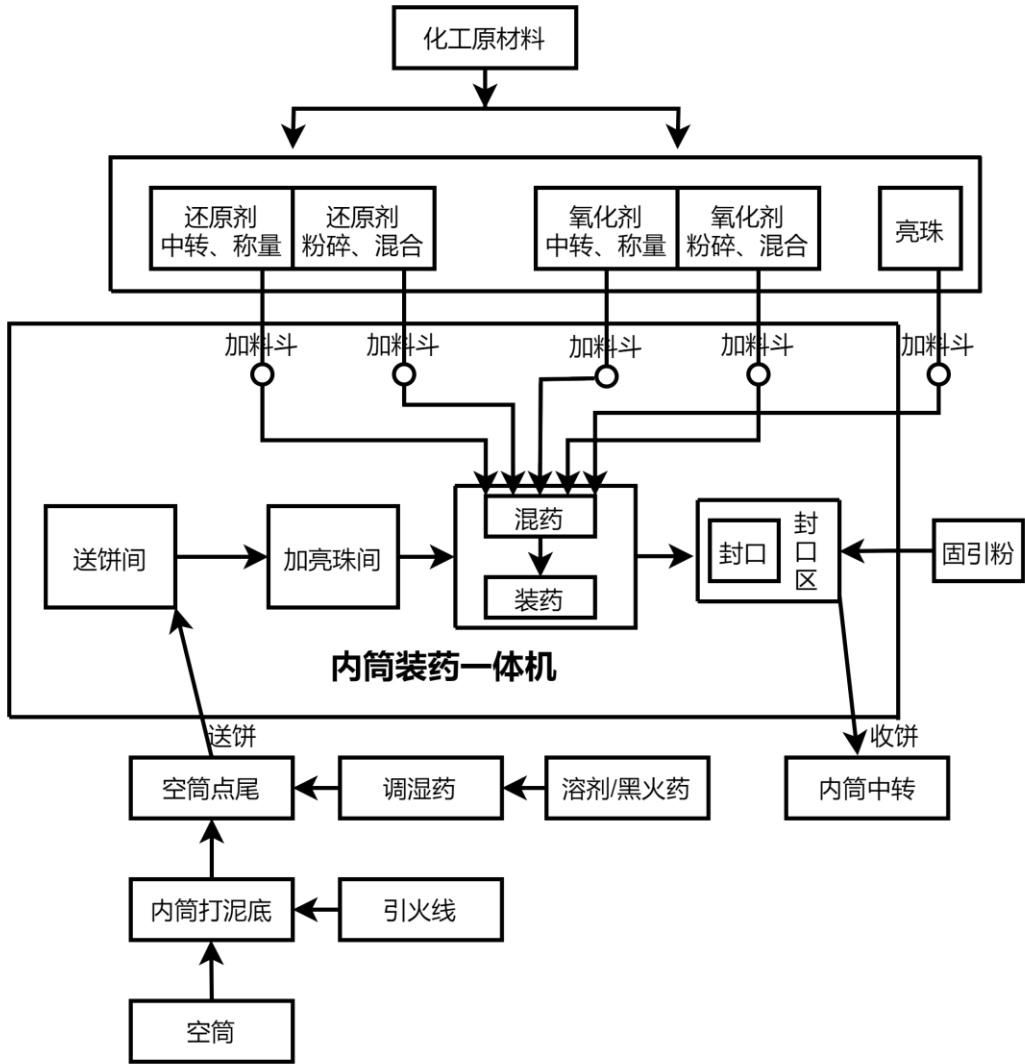 化工原材料
还原剂
中转、称量
还原剂
粉碎、混合
氧化剂
中转、称量
氧化剂
粉碎、混合
亮珠
加料斗
加料斗
加料斗
加料斗
加料斗
送饼间
加亮珠间
混药
装药
封口
封
口
区
固引粉
内筒装药一体机
送饼
收饼
空筒点尾
调湿药
溶剂/黑火药
内筒中转
内筒打泥底
引火线
空筒